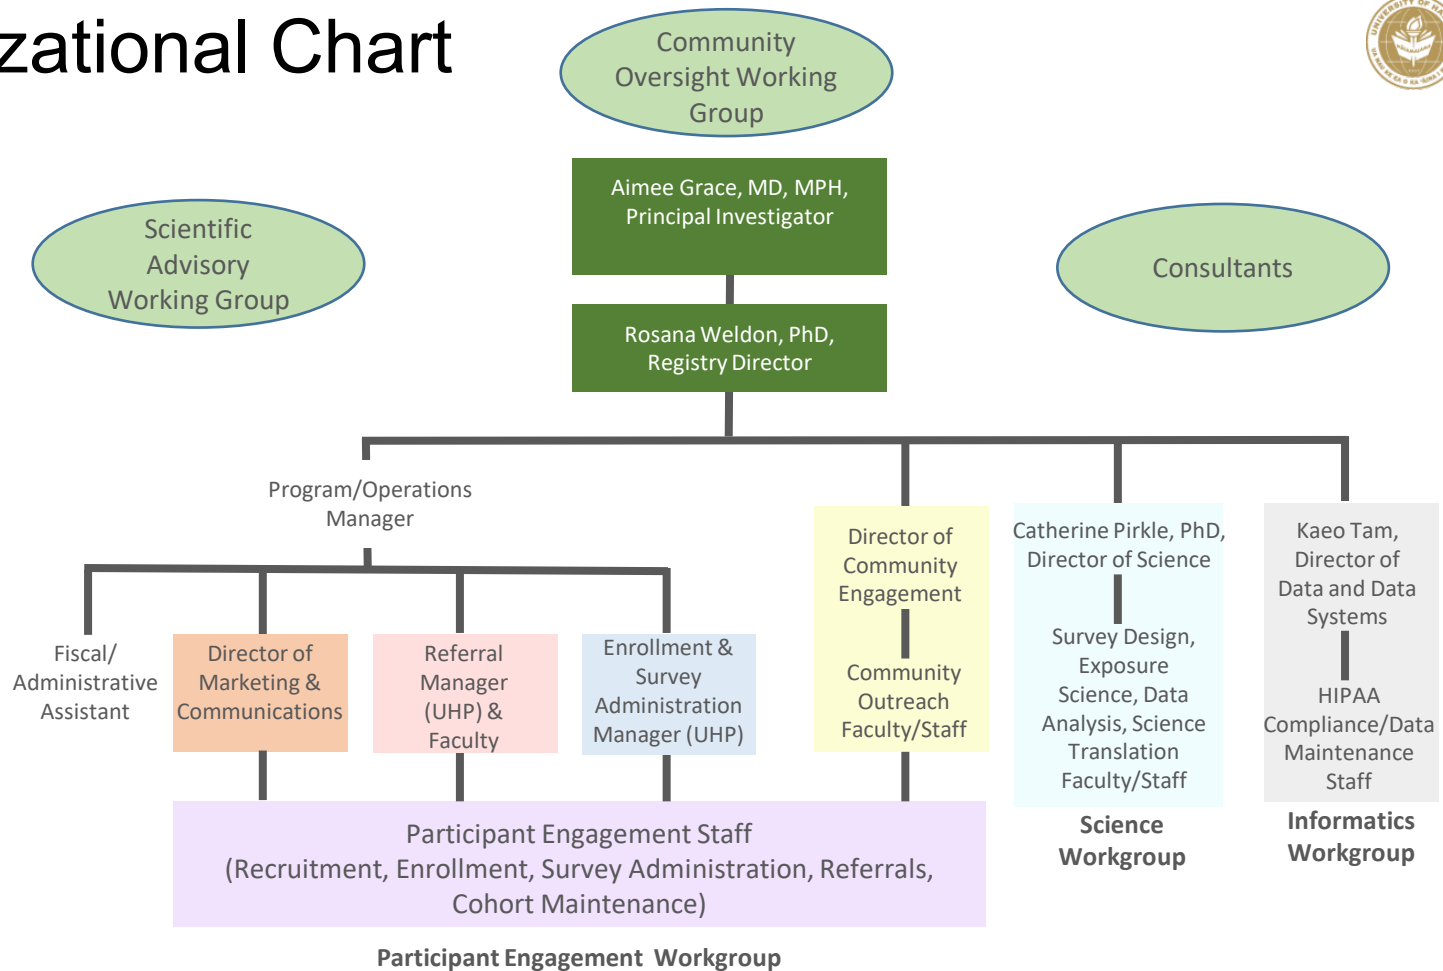 zational Chart
Community
Oversight Working
Group
UNIVERSITY OF HA
Aimee Grace, MD, MPH,
Principal Investigator
Scientific
Advisory
Working Group
Consultants
Rosana Weldon, PhD,
Registry Director
Program/Operations
Manager
Director of
Community
Engagement
Catherine Pirkle, PhD,
Director of Science
Kaeo Tam,
Director of
Data and Data
Systems
Fiscal/
Administrative
Assistant
Director of
Marketing &
Communications
Referral
Manager
(UHP) &
Faculty
Enrollment &
Survey
Administration
Manager (UHP)
Community
Outreach
Faculty/Staff
Survey Design,
Exposure
Science, Data
Analysis, Science
Translation
Faculty/Staff
HIPAA
Compliance/Data
Maintenance
Staff
Participant Engagement Staff
(Recruitment, Enrollment, Survey Administration, Referrals,
Cohort Maintenance)
Science
Workgroup
Informatics
Workgroup
Participant Engagement Workgroup